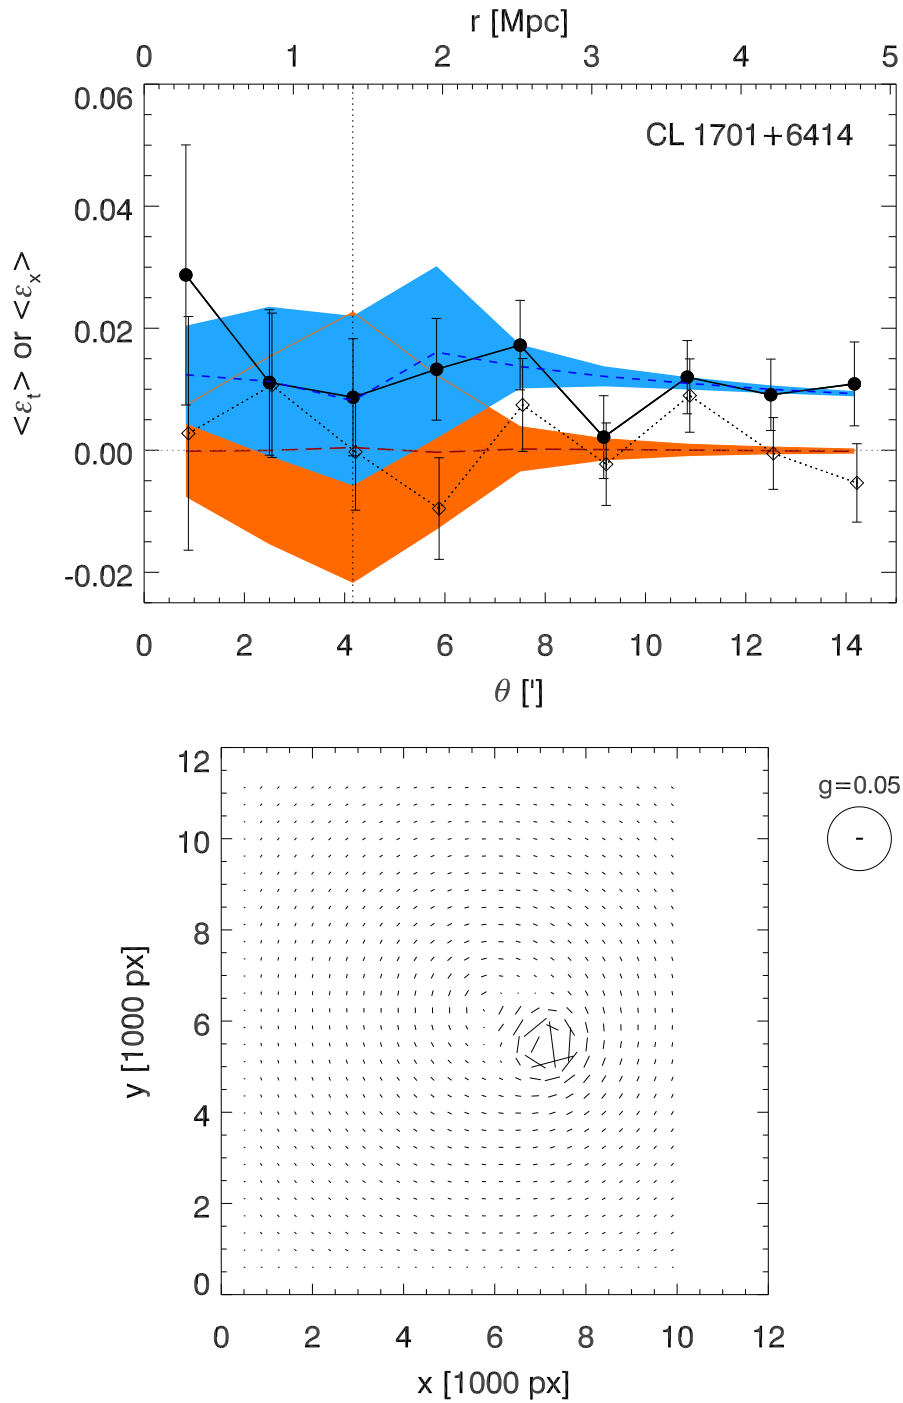 r [Mpc]
0 1 2 3 4 5
CL 1701+6414
0.06
0.04
0.02
0.00
-0.02
<εt> or <εx>
0 2 4 6 8 10 12 14
θ [']
12
10
8
6
4
2
0
y [1000 px]
g=0.05
0 2 4 6 8 10 12
x [1000 px]